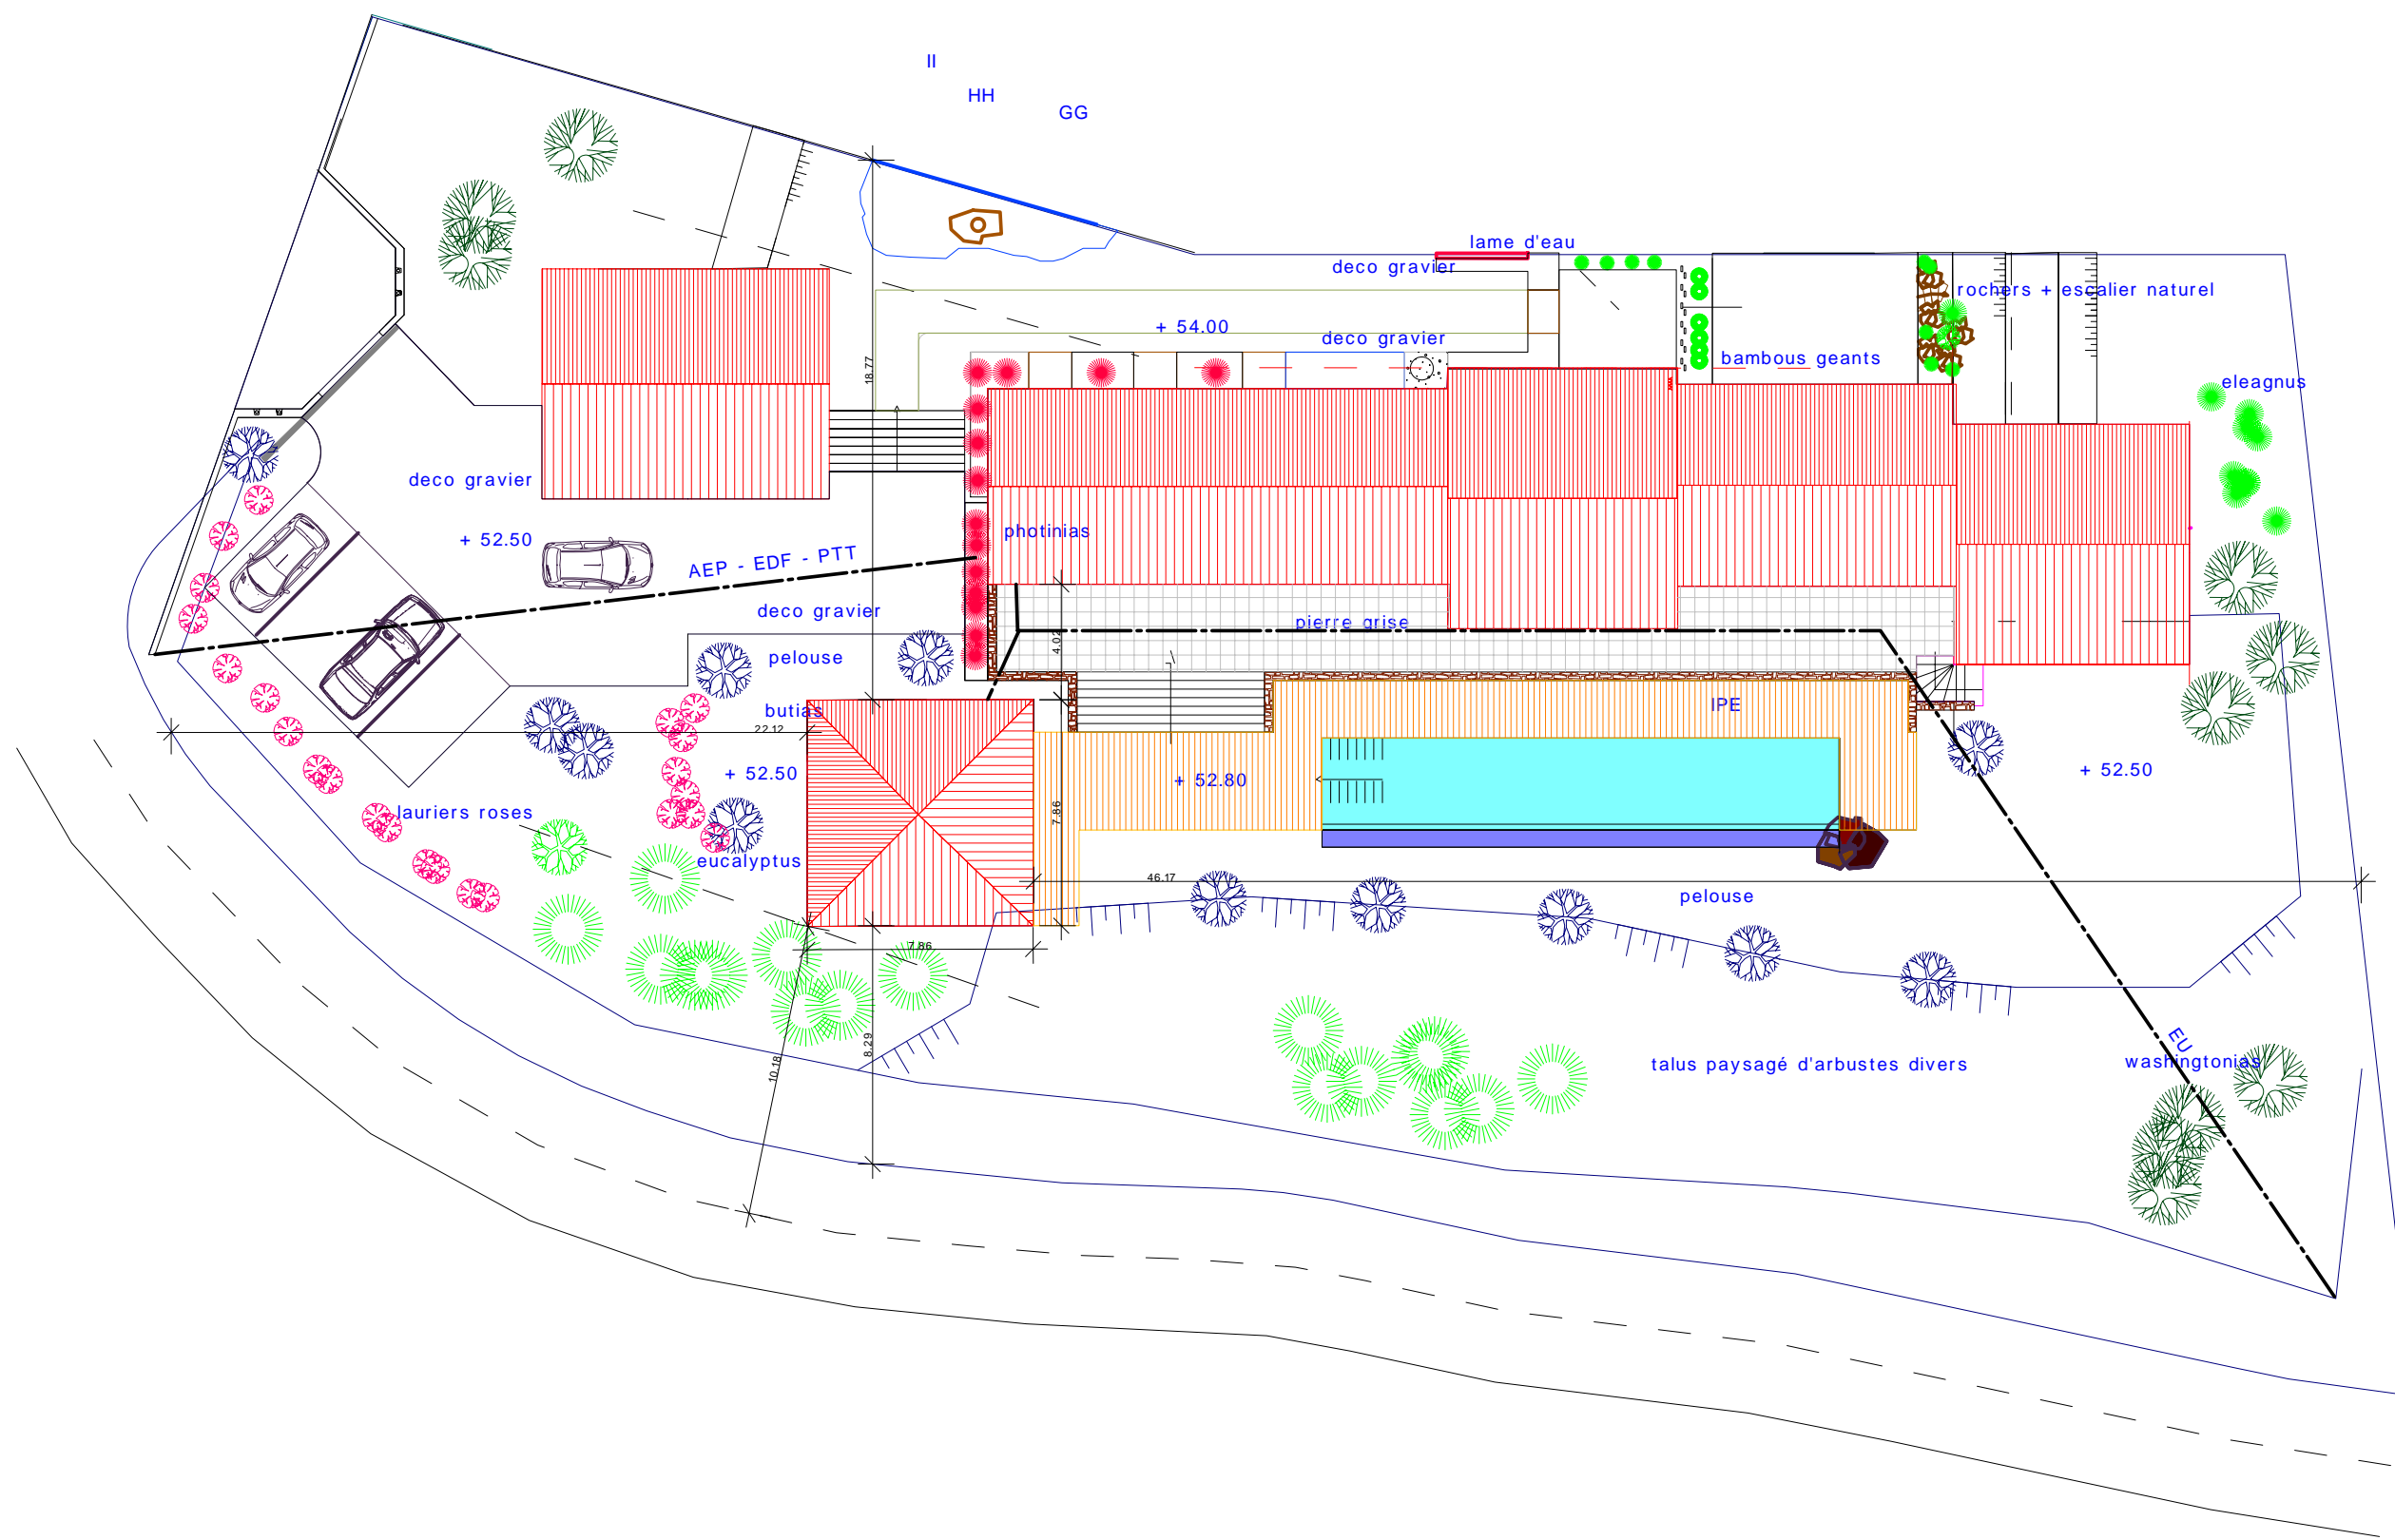 II
HH
GG
lame d'eau
deco gravier
rochers + escalier naturel
+ 54.00
deco gravier
bambous geants
18.77
eleagnus
deco gravier
photinias
+ 52.50
AEP - EDF - PTT
deco gravier
pierre grise
4.02
pelouse
butias
IPE
22.12
+ 52.50
+ 52.80
+ 52.50
7.86
lauriers roses
eucalyptus
46.17
pelouse
7.86
8.29
10.18
EU
talus paysagé d'arbustes divers
washingtonias